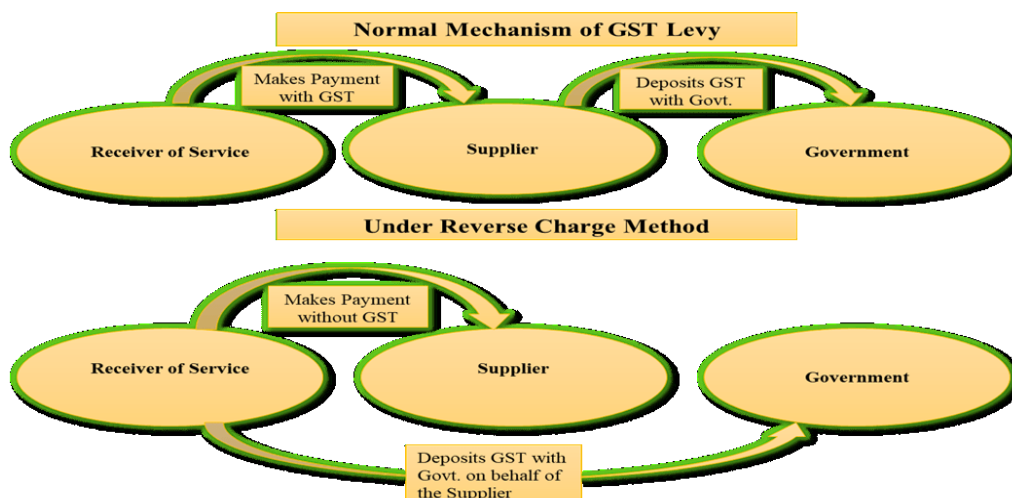 Normal Mechanism of GST Levy
Makes Payment
with GST
Deposits GST
with Govt.
Receiver of Service
Supplier
Government
Under Reverse Charge Method
Makes Payment
without GST
Receiver of Service
Supplier
Government
Deposits GST with
Govt. on behalf of
the Supplier